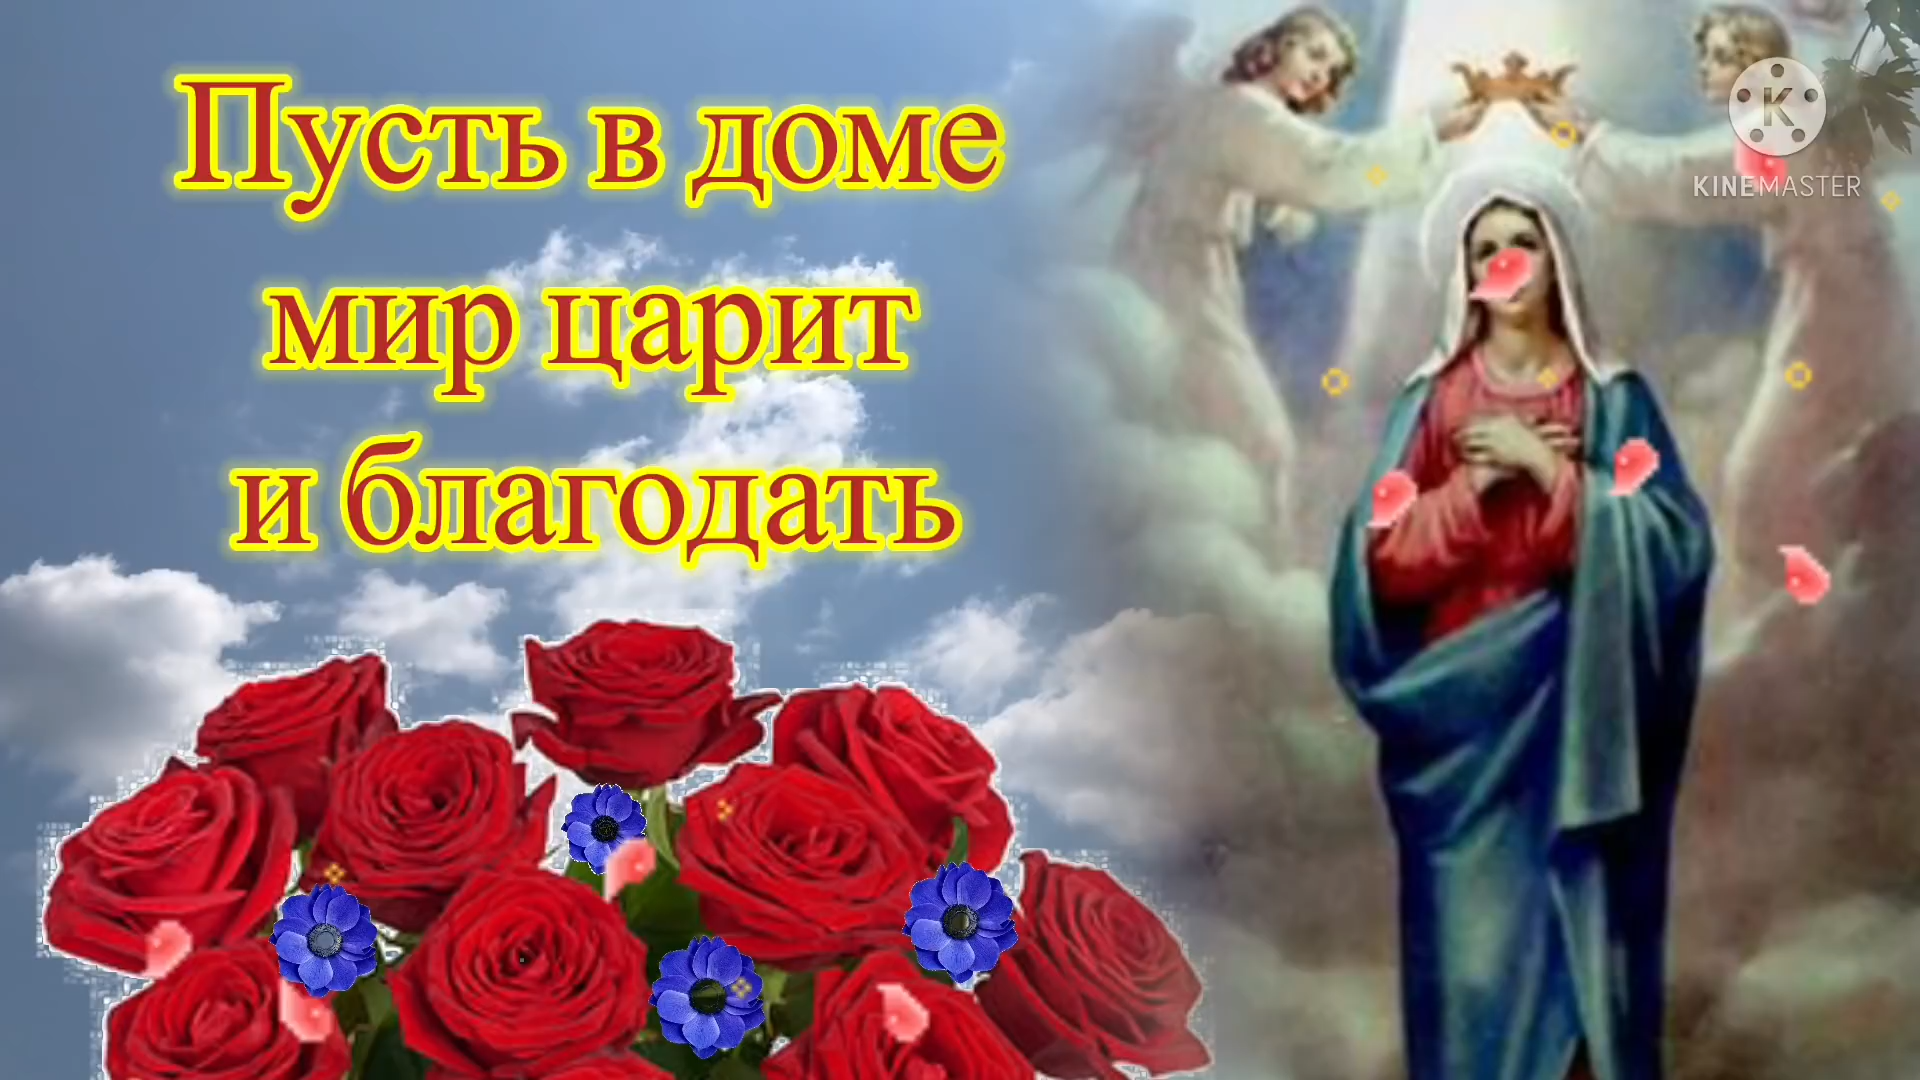 Пусть в доме
мир царит
и благодать
K
KINEMASTER